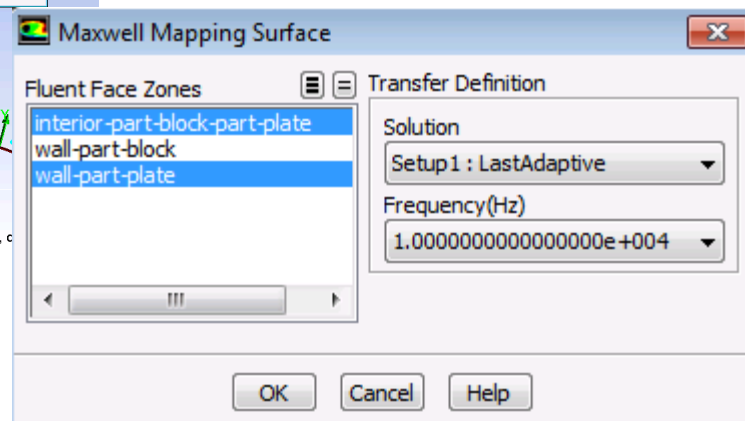 Maxwell Mapping Surface
Fluent Face Zones
interior-part-block-part-plate
wall-part-block
wall-part-plate
Transfer Definition
Solution
Setup1 : LastAdaptive
Frequency(Hz)
1.0000000000000000e+004
OK
Cancel
Help